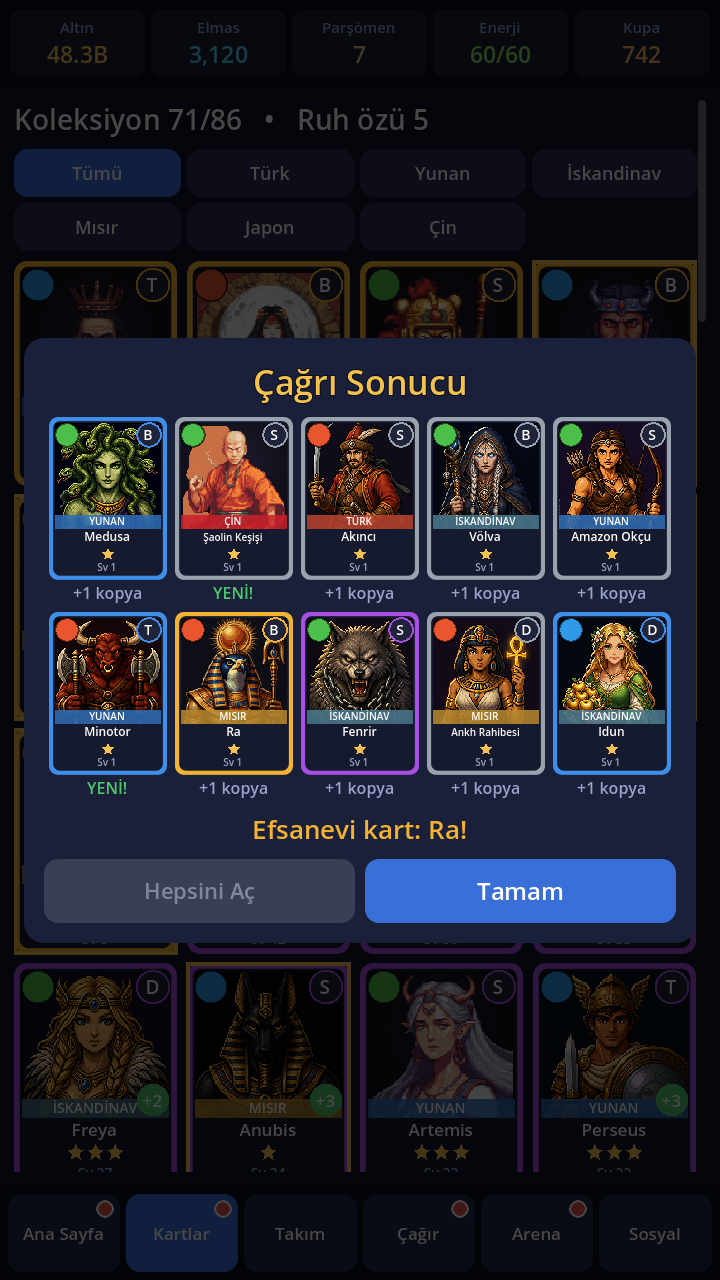 Altın Elmas Parşömen Enerji Kupa
48.3B 3,120 7 60/60 742
Koleksiyon 71/86 • Ruh özü 5
Tümü Türk Yunan İskandinav
Mısır Japon Çin
T B S B
Çağrı Sonucu
B S S B S
YUNAN ÇİN TÜRK İSKANDİNAV YUNAN
Medusa Şaolin Keşişi Akıncı Völva Amazon Okçu
Sv 1 Sv 1 Sv 1 Sv 1 Sv 1
+1 kopya YENİ! +1 kopya +1 kopya +1 kopya
T B S D D
YUNAN MISIR İSKANDİNAV MISIR İSKANDİNAV
Minotor Ra Fenrir Ankh Rahibesi Idun
Sv 1 Sv 1 Sv 1 Sv 1 Sv 1
YENİ! +1 kopya +1 kopya +1 kopya +1 kopya
Efsanevi kart: Ra!
Hepsini Aç Tamam
D S S T
+2 +3 +3
İSKANDİNAV MISIR YUNAN YUNAN
Freya Anubis Artemis Perseus
Ana Sayfa Kartlar Takım Çağır Arena Sosyal